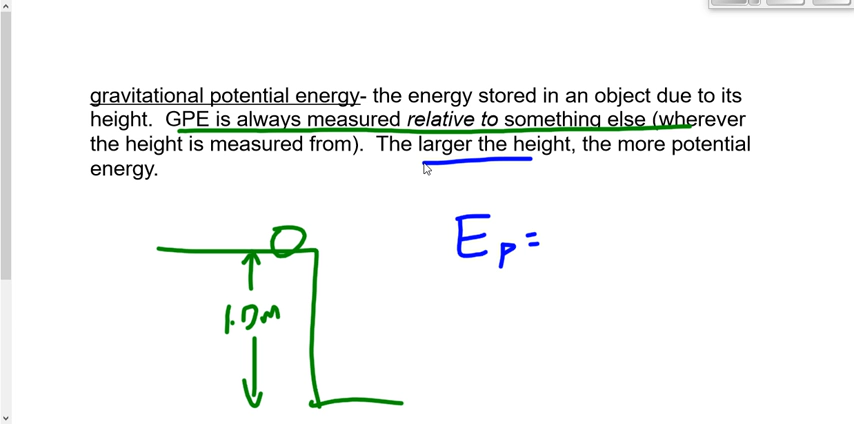 gravitational potential energy- the energy stored in an object due to its
height.  GPE is always measured relative to something else (wherever
the height is measured from).  The larger the height, the more potential
energy.
Ep=
1.0m